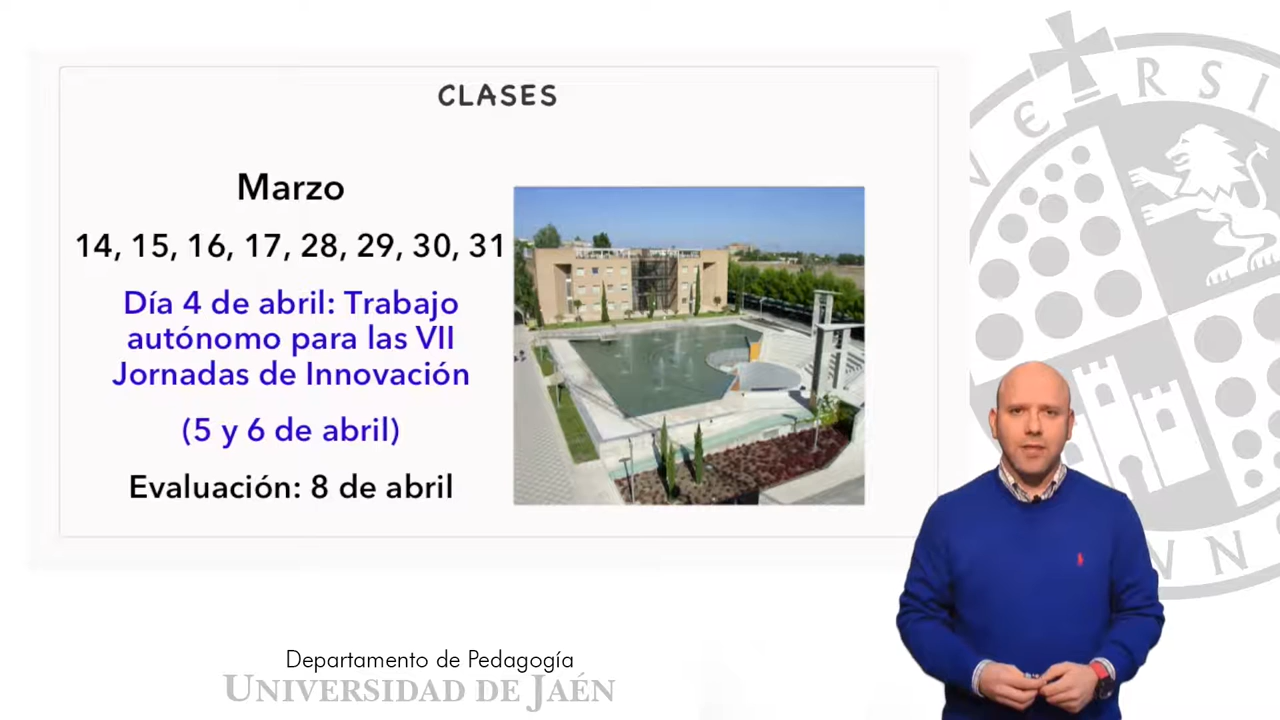 CLASES
Marzo
14, 15, 16, 17, 28, 29, 30, 31
Día 4 de abril: Trabajo
autónomo para las VII
Jornadas de Innovación
(5 y 6 de abril)
Evaluación: 8 de abril
Departamento de Pedagogía
UNIVERSIDAD DE JAÉN